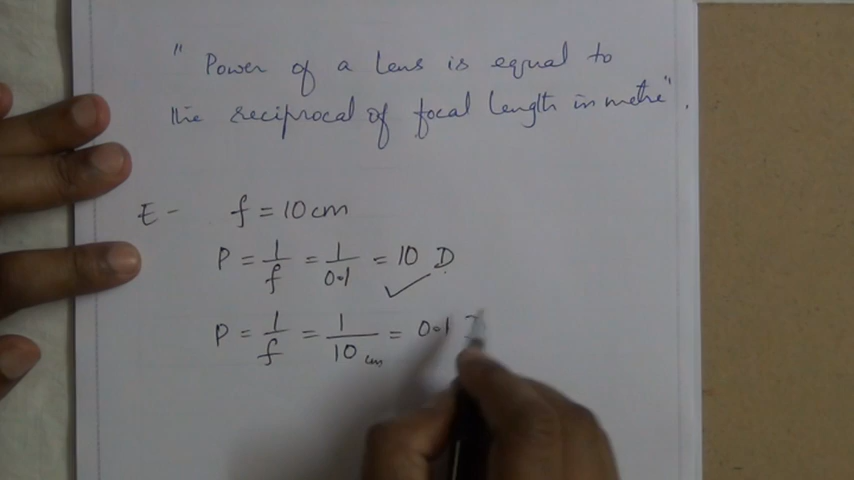 " Power of a lens is equal to
the reciprocal of focal length in metre".
E - f = 10 cm
P = 1/f = 1/0.1 = 10 D
P = 1/f = 1/10 cm = 0.1